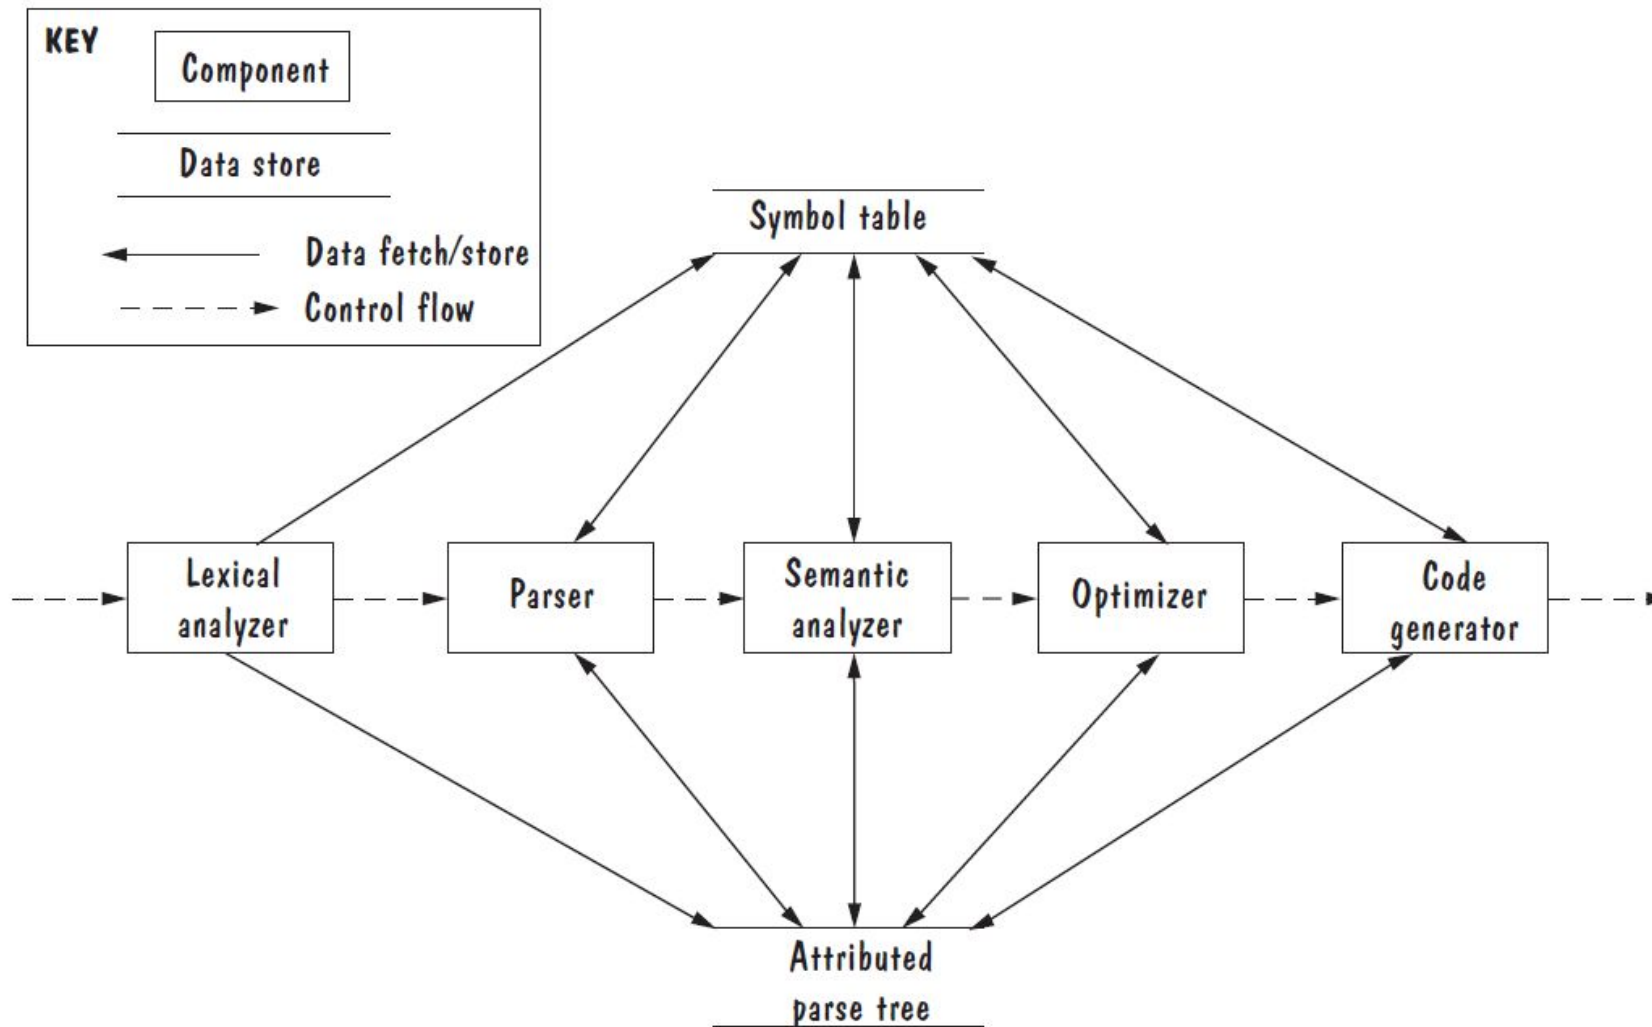 KEY
Component
Data store
Data fetch/store
Control flow
Symbol table
Lexical
analyzer
Parser
Semantic
analyzer
Optimizer
Code
generator
Attributed
parse tree